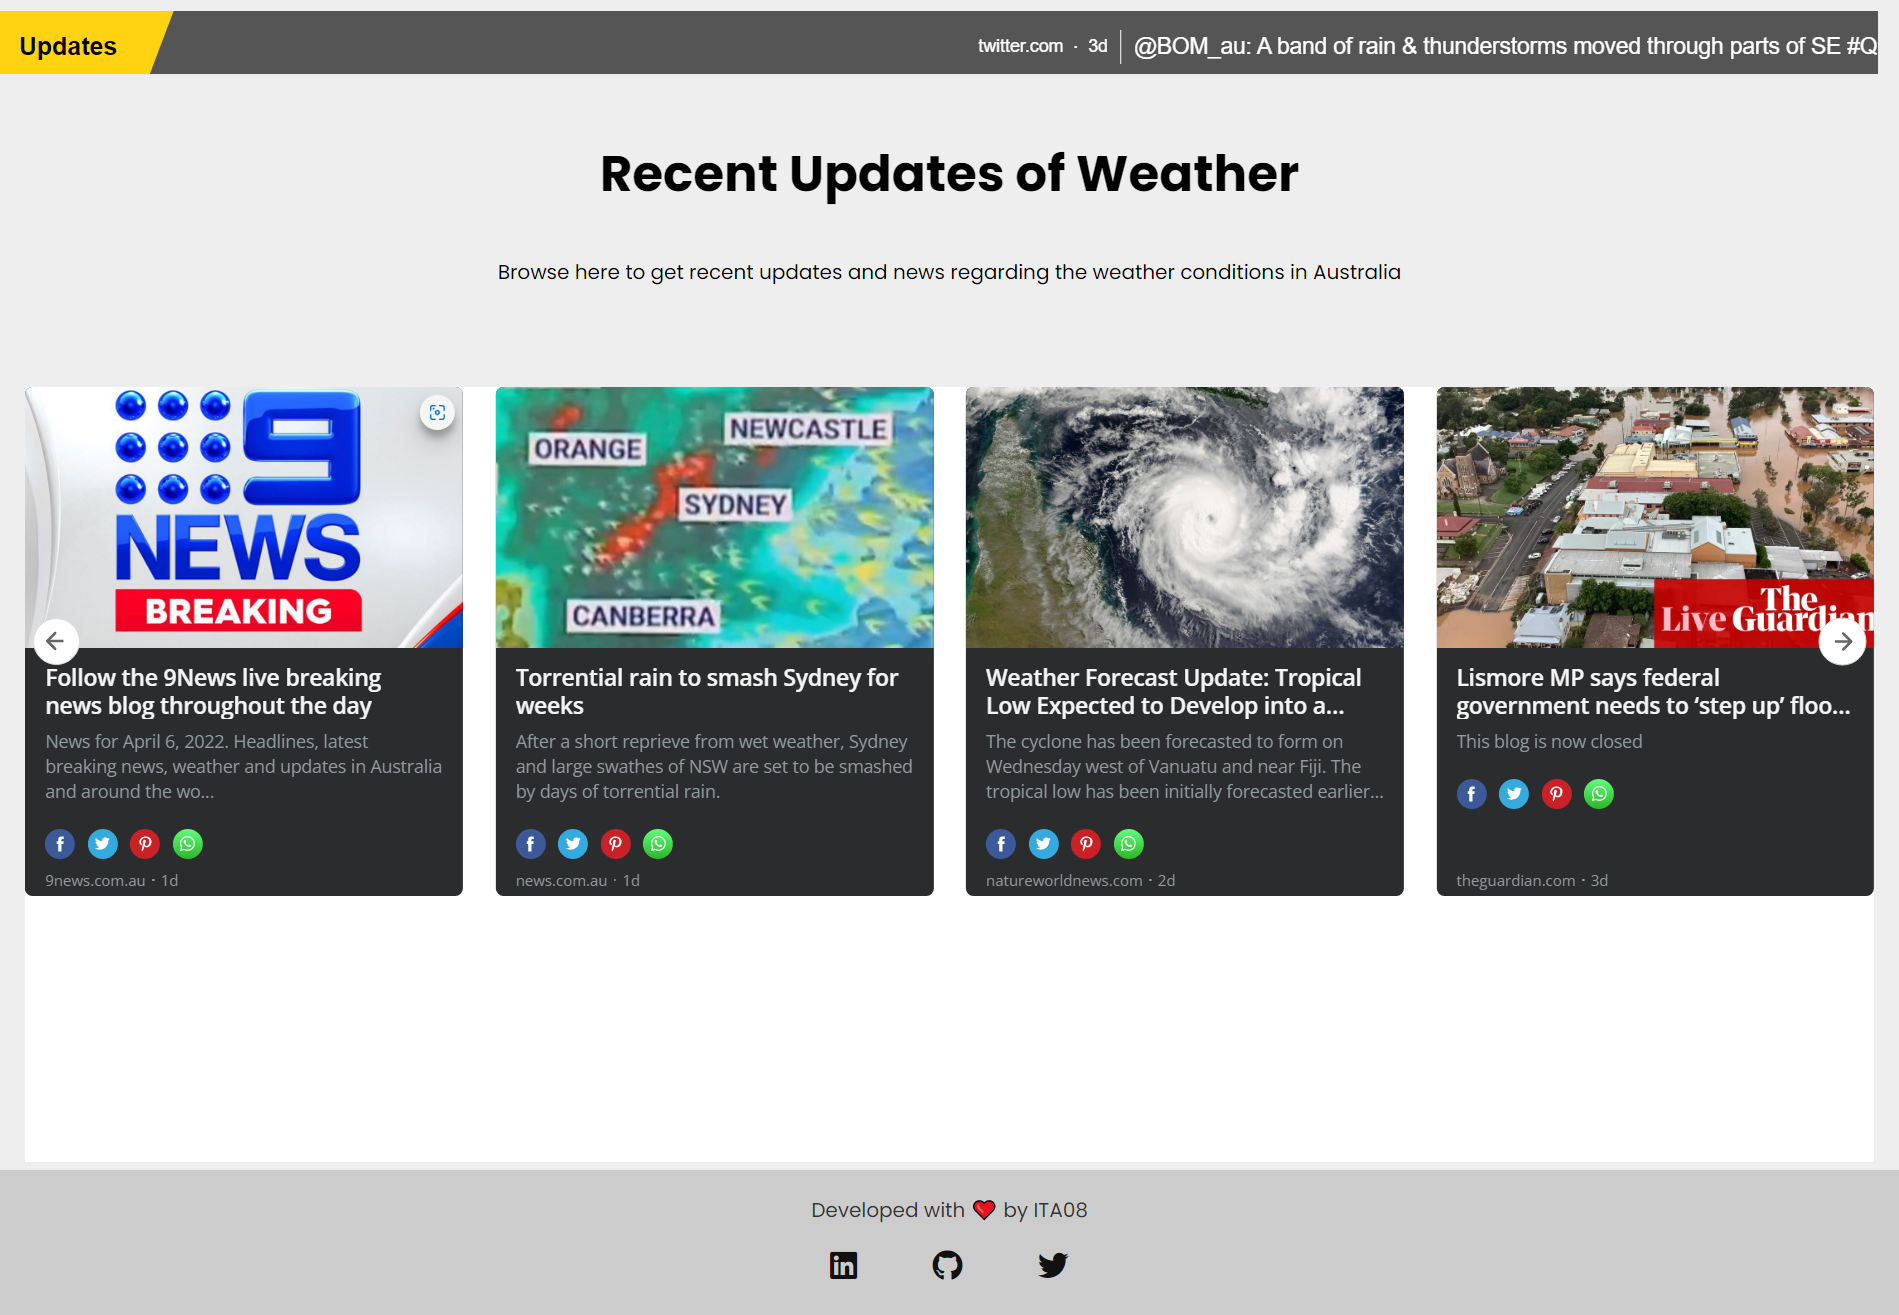 Updates
twitter.com · 3d | @BOM_au: A band of rain & thunderstorms moved through parts of SE #Q
Recent Updates of Weather
Browse here to get recent updates and news regarding the weather conditions in Australia
9
NEWS
BREAKING
Follow the 9News live breaking
news blog throughout the day
News for April 6, 2022. Headlines, latest
breaking news, weather and updates in Australia
and around the wo...
9news.com.au · 1d
NEWCASTLE
ORANGE
SYDNEY
CANBERRA
Torrential rain to smash Sydney for
weeks
After a short reprieve from wet weather, Sydney
and large swathes of NSW are set to be smashed
by days of torrential rain.
news.com.au · 1d
Weather Forecast Update: Tropical
Low Expected to Develop into a...
The cyclone has been forecasted to form on
Wednesday west of Vanuatu and near Fiji. The
tropical low has been initially forecasted earlier...
natureworldnews.com · 2d
The
Live Guardian
Lismore MP says federal
government needs to ‘step up’ floo...
This blog is now closed
theguardian.com · 3d
Developed with ❤ by ITA08